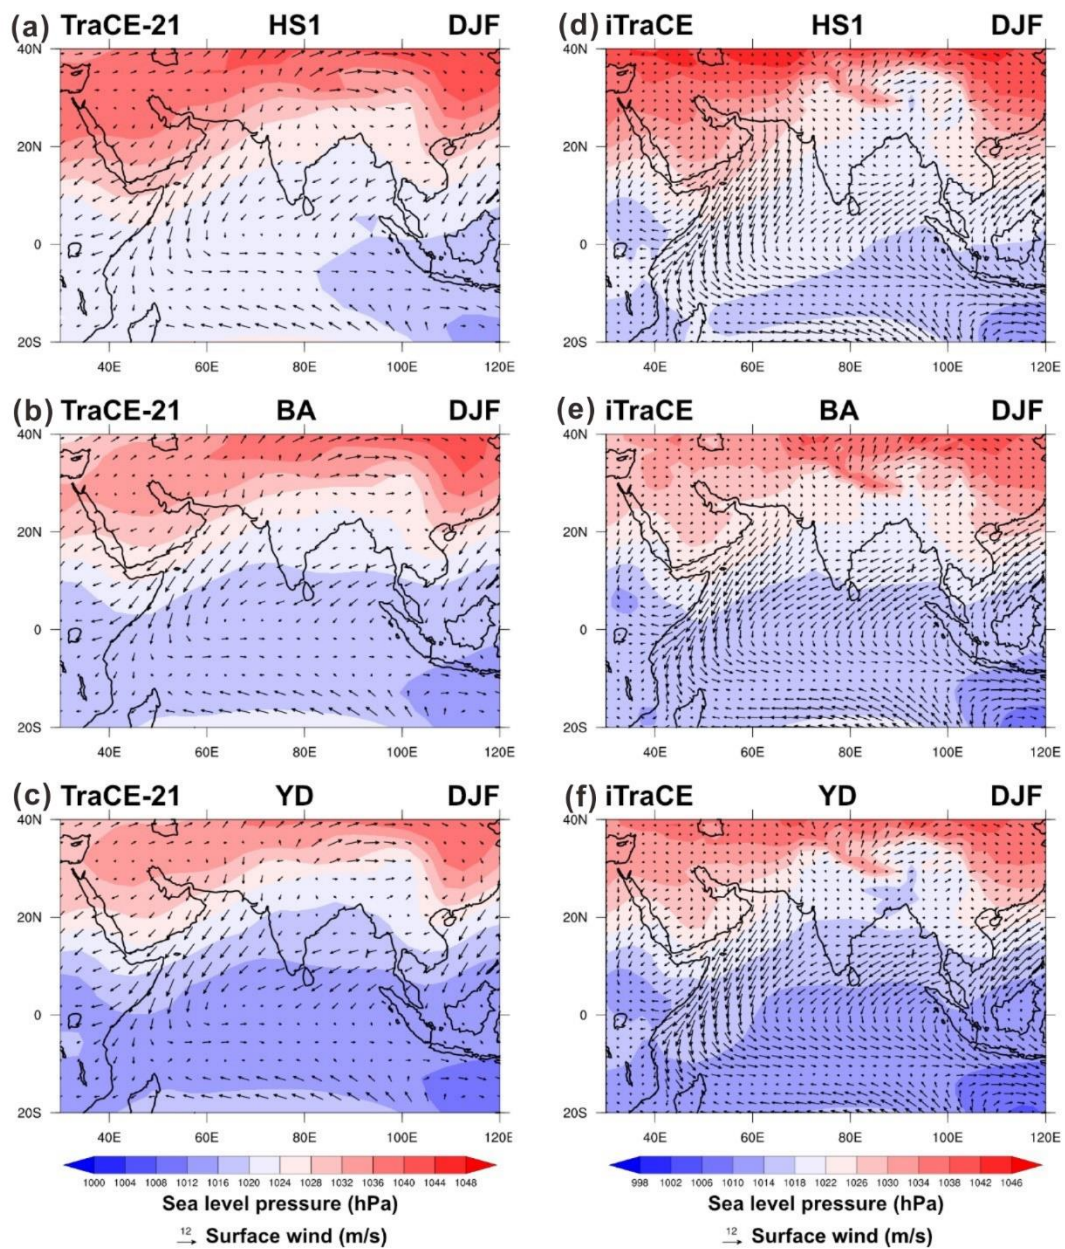 (a) TraCE-21 HS1 DJF
40N
20N
0
20S
40E 60E 80E 100E 120E
(d) iTraCE HS1 DJF
40N
20N
0
20S
40E 60E 80E 100E 120E
(b) TraCE-21 BA DJF
40N
20N
0
20S
40E 60E 80E 100E 120E
(e) iTraCE BA DJF
40N
20N
0
20S
40E 60E 80E 100E 120E
(c) TraCE-21 YD DJF
40N
20N
0
20S
40E 60E 80E 100E 120E
(f) iTraCE YD DJF
40N
20N
0
20S
40E 60E 80E 100E 120E
1000 1004 1008 1012 1016 1020 1024 1028 1032 1036 1040 1044 1048
Sea level pressure (hPa)
12 Surface wind (m/s)
998 1002 1006 1010 1014 1018 1022 1026 1030 1034 1038 1042 1046
Sea level pressure (hPa)
12 Surface wind (m/s)